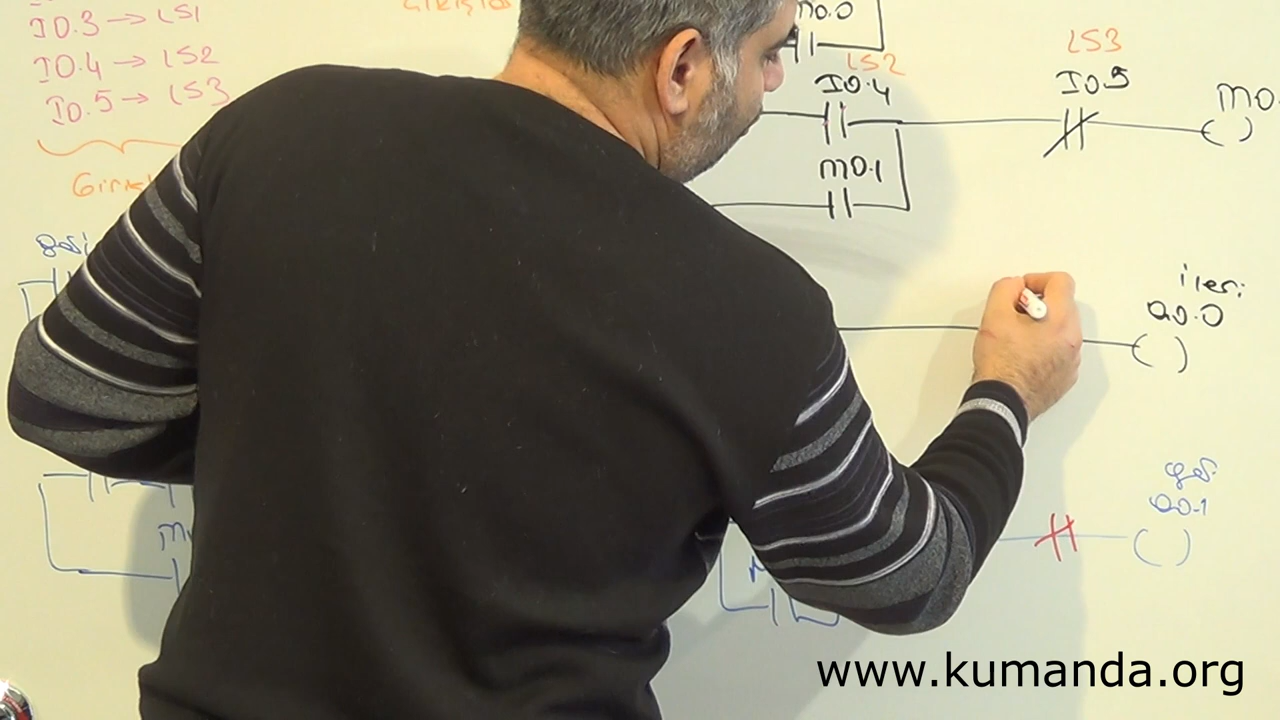 I0.3 → LS1
I0.4 → LS2
I0.5 → LS3
m0.0
LS2
I0.4
m0.1
LS3
I0.5
ileri
Q0.0
Q0.1
www.kumanda.org